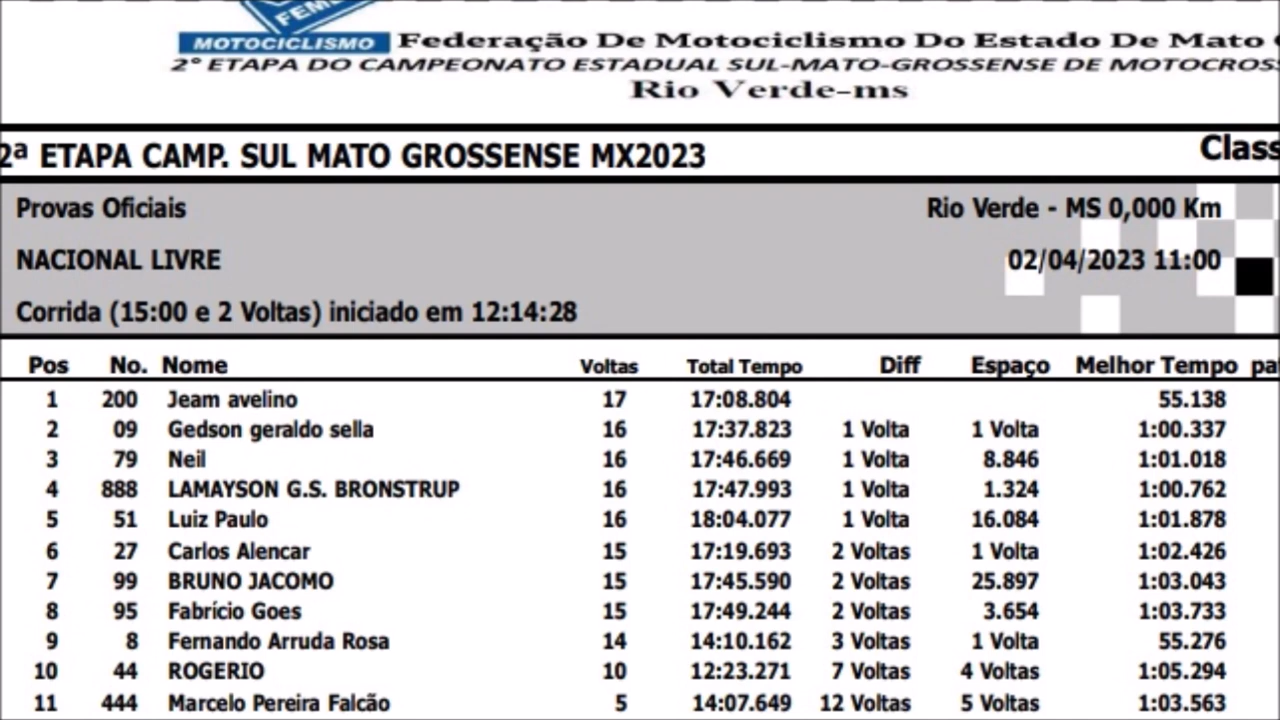 FEMS
MOTOCICLISMO Federação De Motociclismo Do Estado De Mato
2ª ETAPA DO CAMPEONATO ESTADUAL SUL-MATO-GROSSENSE DE MOTOCROSS
Rio Verde-ms
2ª ETAPA CAMP. SUL MATO GROSSENSE MX2023 Class
Provas Oficiais Rio Verde - MS 0,000 Km
NACIONAL LIVRE 02/04/2023 11:00
Corrida (15:00 e 2 Voltas) iniciado em 12:14:28
Pos No. Nome Voltas Total Tempo Diff Espaço Melhor Tempo pa
1 200 Jeam avelino 17 17:08.804 55.138
2 09 Gedson geraldo sella 16 17:37.823 1 Volta 1 Volta 1:00.337
3 79 Neil 16 17:46.669 1 Volta 8.846 1:01.018
4 888 LAMAYSON G.S. BRONSTRUP 16 17:47.993 1 Volta 1.324 1:00.762
5 51 Luiz Paulo 16 18:04.077 1 Volta 16.084 1:01.878
6 27 Carlos Alencar 15 17:19.693 2 Voltas 1 Volta 1:02.426
7 99 BRUNO JACOMO 15 17:45.590 2 Voltas 25.897 1:03.043
8 95 Fabrício Goes 15 17:49.244 2 Voltas 3.654 1:03.733
9 8 Fernando Arruda Rosa 14 14:10.162 3 Voltas 1 Volta 55.276
10 44 ROGERIO 10 12:23.271 7 Voltas 4 Voltas 1:05.294
11 444 Marcelo Pereira Falcão 5 14:07.649 12 Voltas 5 Voltas 1:03.563